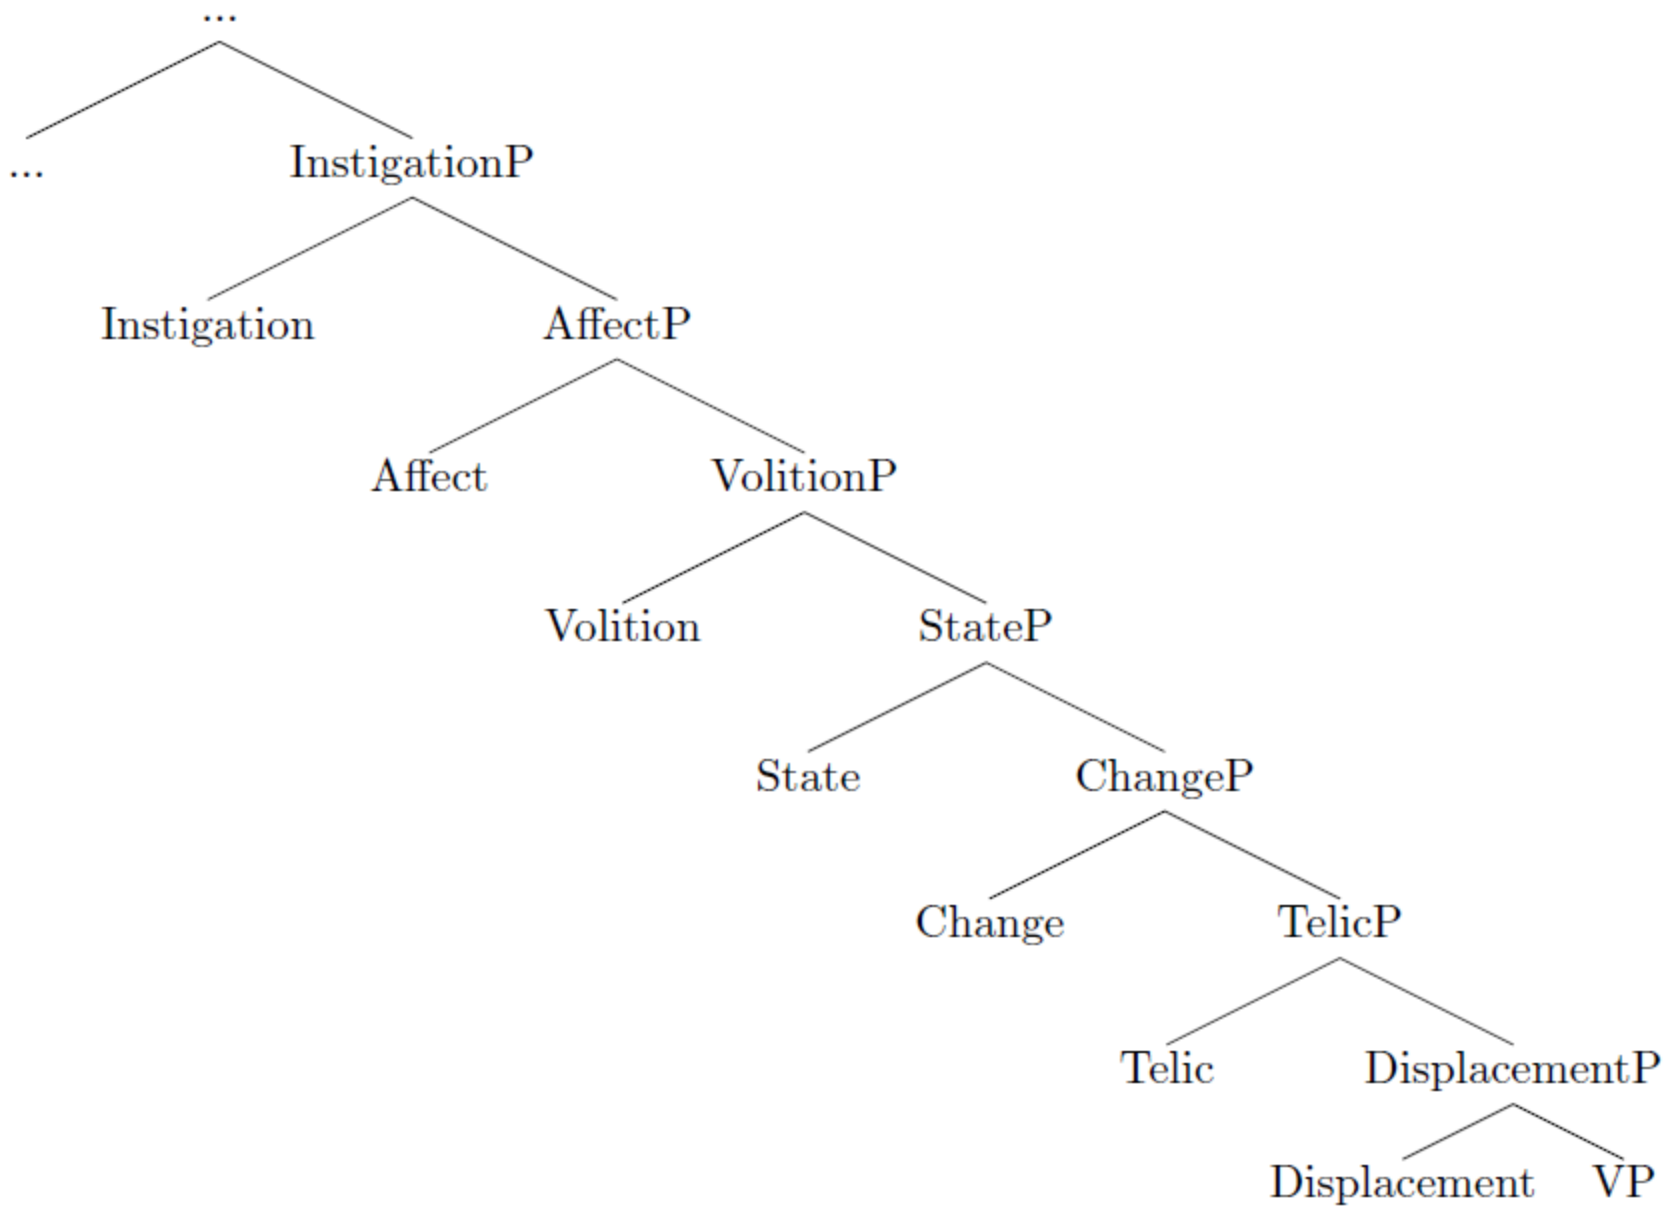 ...
... InstigationP
Instigation AffectP
Affect VolitionP
Volition StateP
State ChangeP
Change TelicP
Telic DisplacementP
Displacement VP